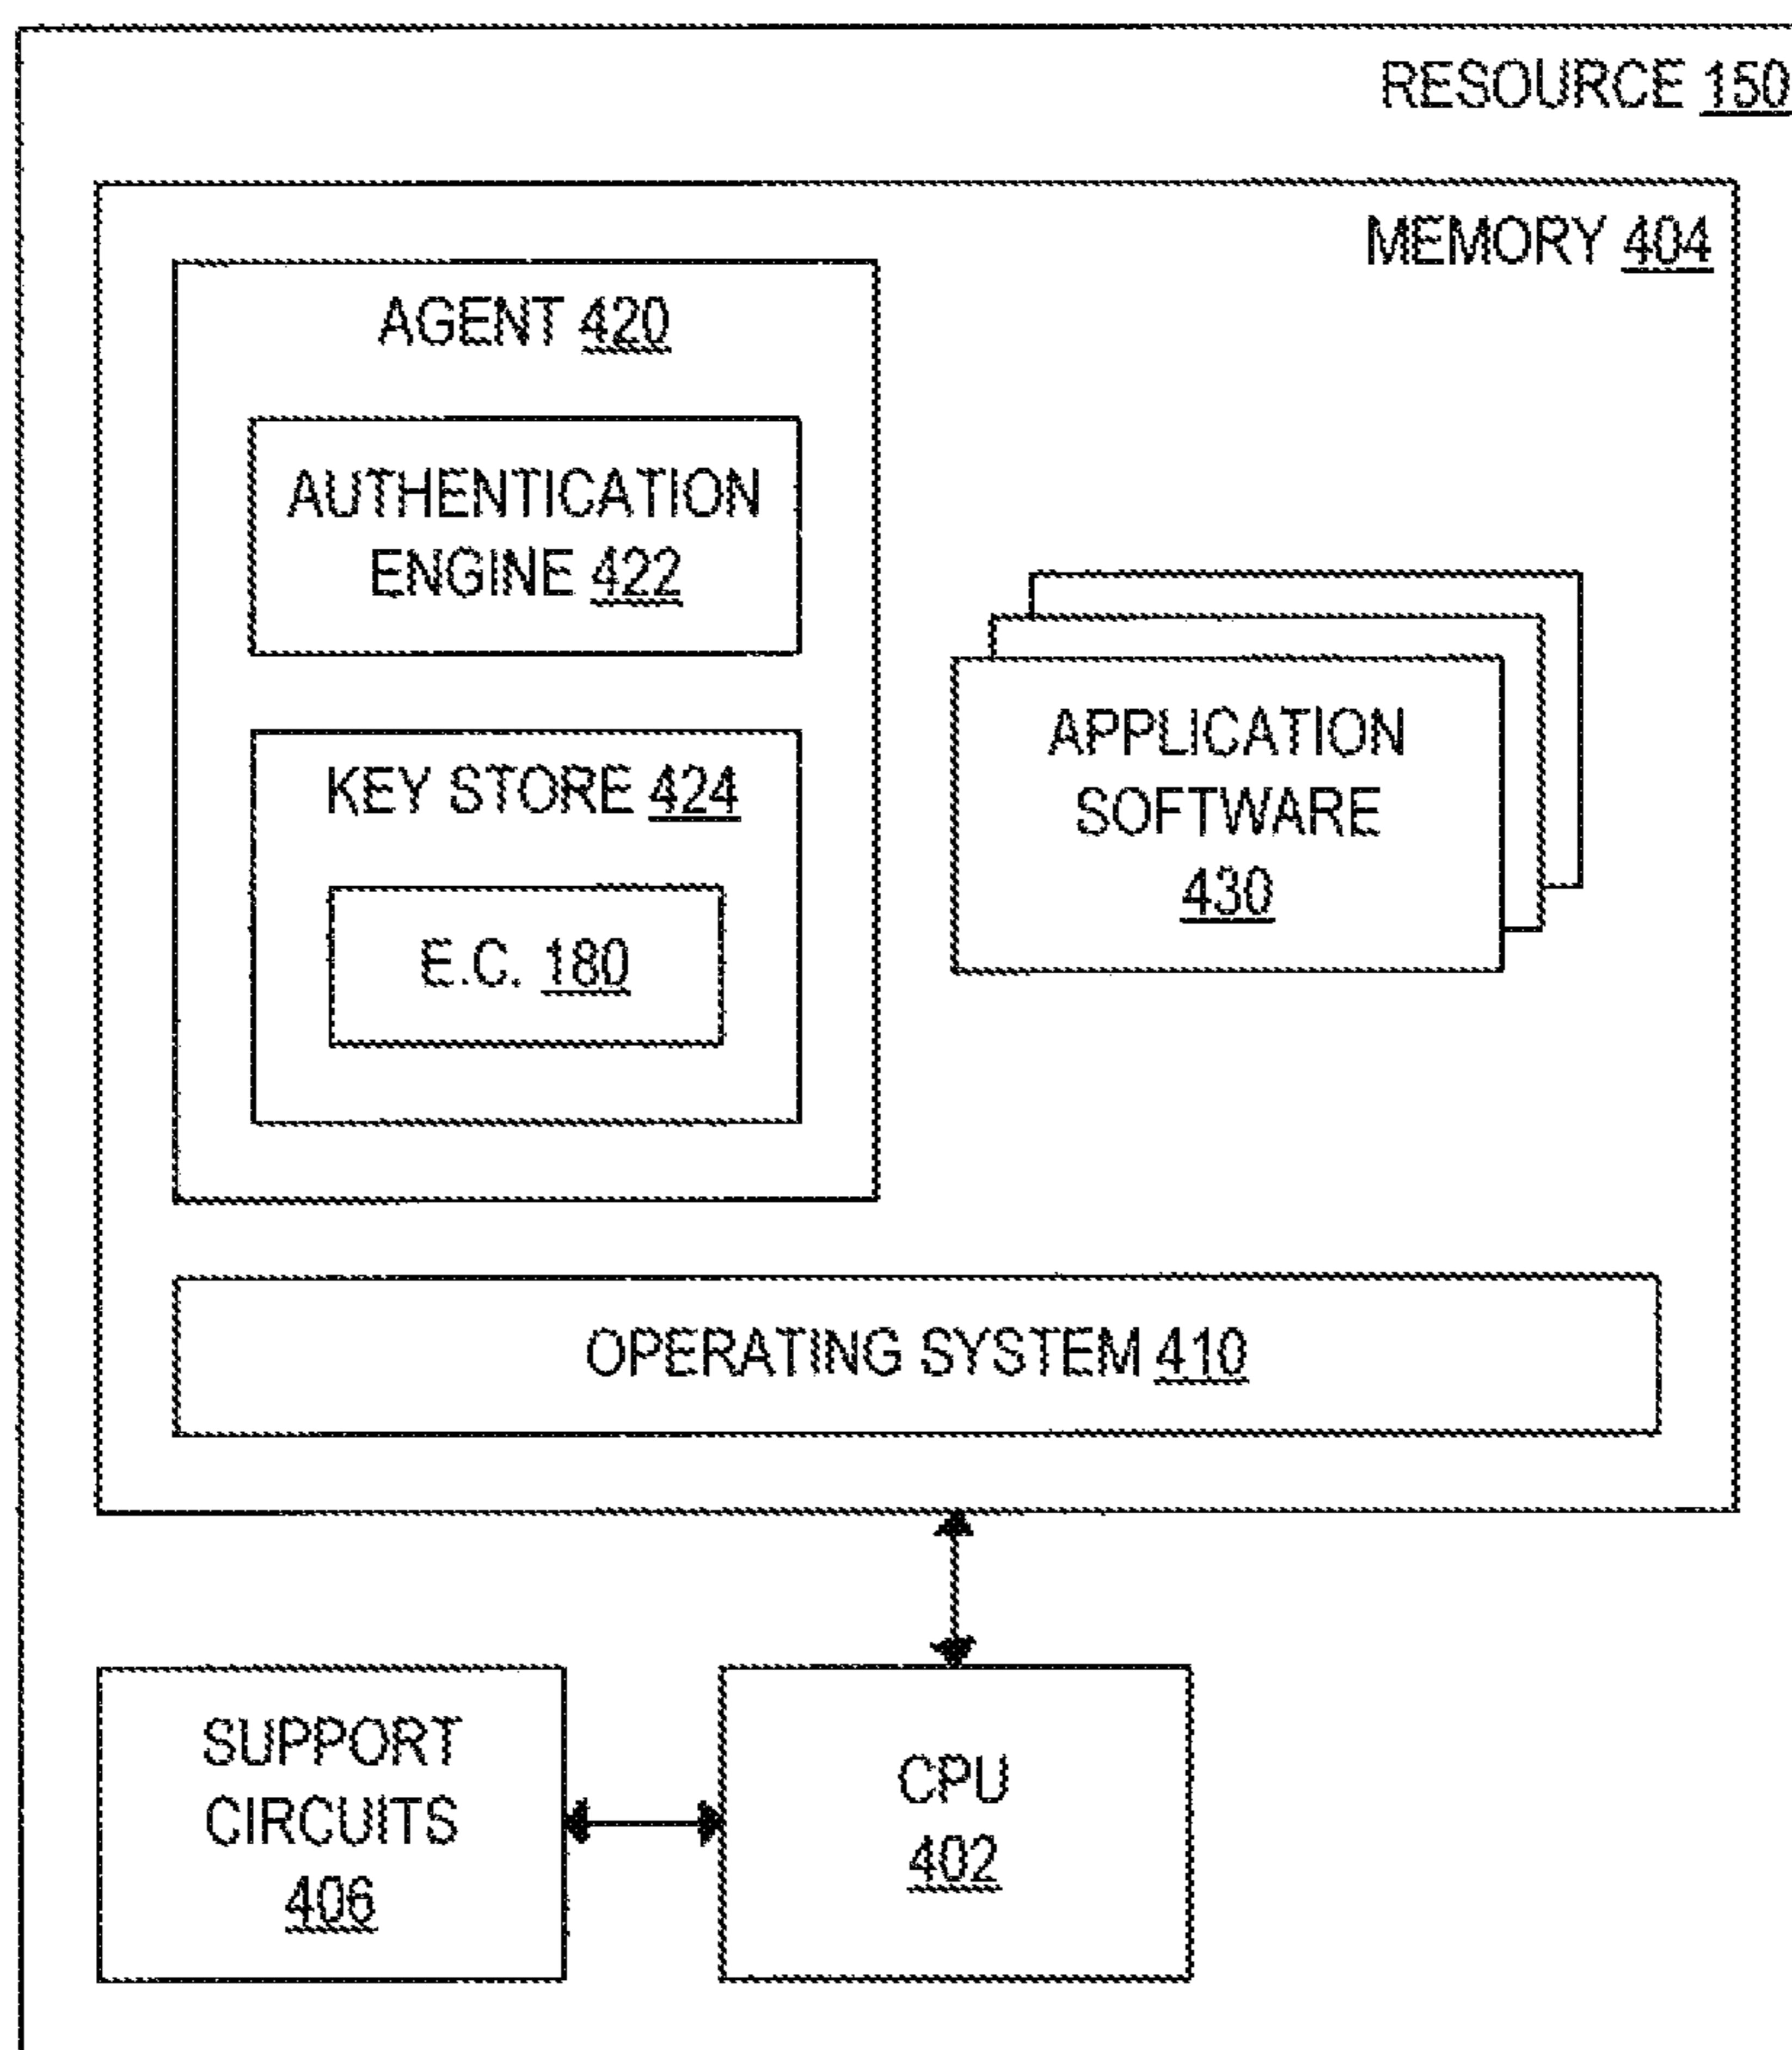 RESOURCE 150
MEMORY 404
AGENT 420
AUTHENTICATION
ENGINE 422
KEY STORE 424
E.C. 180
APPLICATION
SOFTWARE
430
OPERATING SYSTEM 410
SUPPORT
CIRCUITS
406
CPU
402